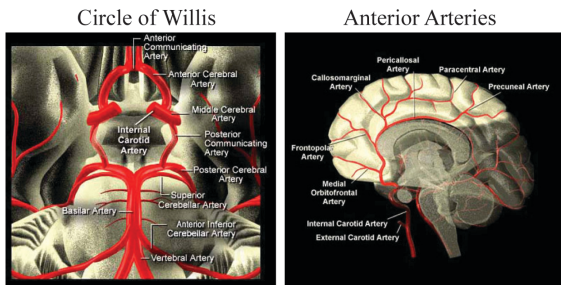 Circle of Willis
Anterior
Communicating
Artery
Anterior Cerebral
Artery
Middle Cerebral
Artery
Internal
Carotid
Artery
Posterior
Communicating
Artery
Posterior Cerebral
Artery
Superior
Cerebellar Artery
Basilar Artery
Anterior Inferior
Cerebellar Artery
Vertebral Artery
Anterior Arteries
Pericallosal
Artery
Paracentral Artery
Callosomarginal
Artery
Precuneal Artery
Frontopolar
Artery
Medial
Orbitofrontal
Artery
Internal Carotid Artery
External Carotid Artery